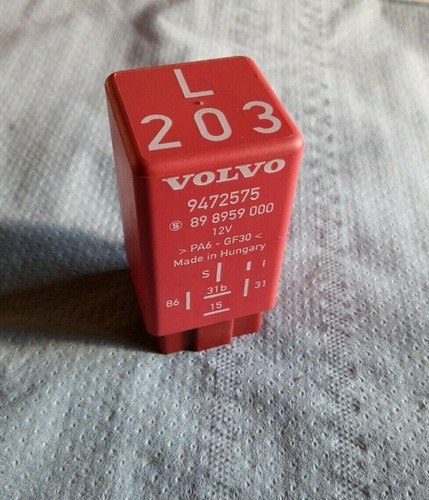 L
203
VOLVO
9472575
89 8959 000
12V
> PA6 - GF30 <
Made in Hungary
S I
31b
86 31
15